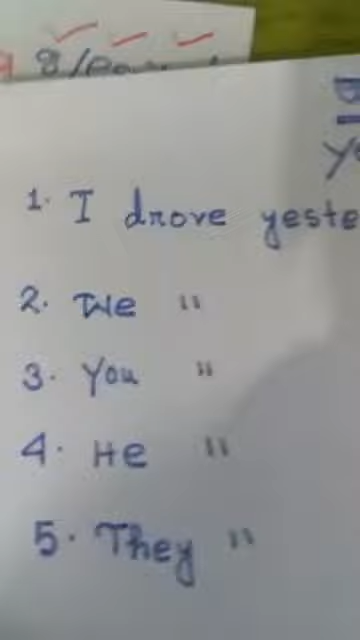 1. I drove yeste
2. We "
3. You "
4. He "
5. They "